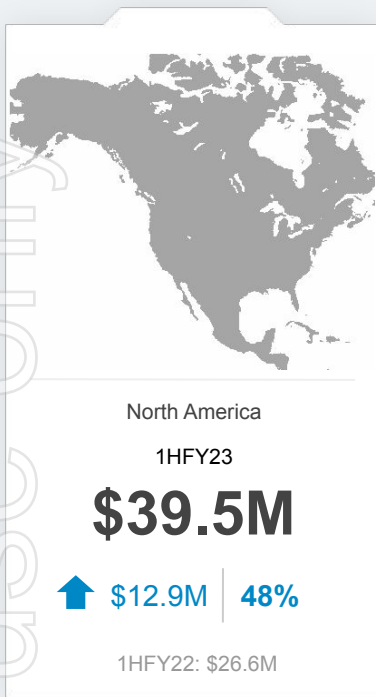 North America
1HFY23
$39.5M
$12.9M 48%
1HFY22: $26.6M